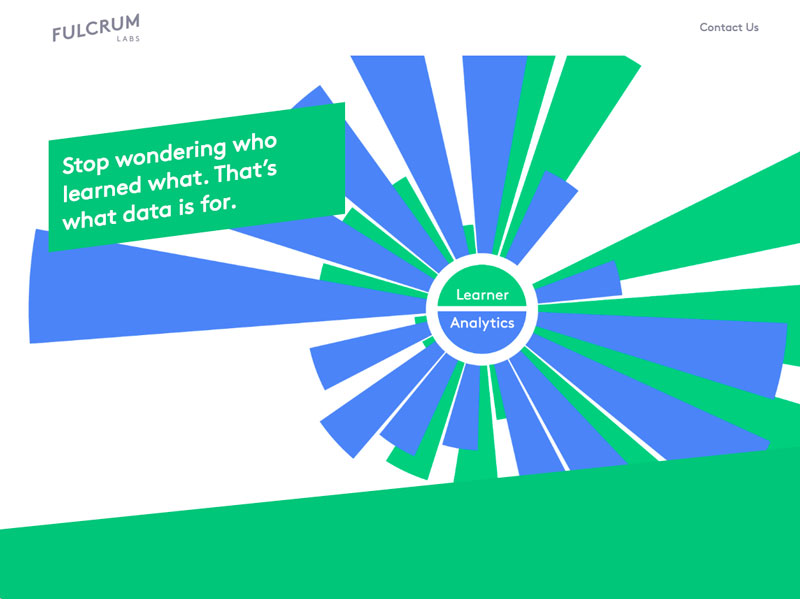 FULCRUM
LABS
Contact Us
Stop wondering who
learned what. That’s
what data is for.
Learner
Analytics